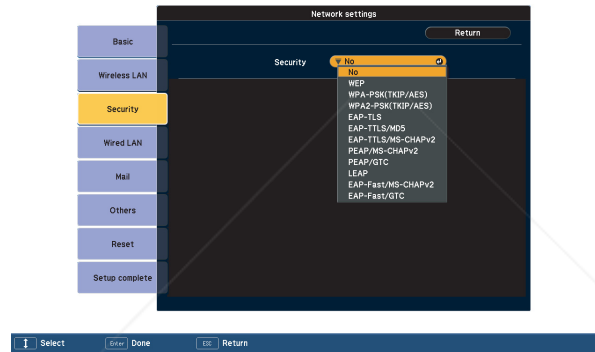 Network settings
Return
Basic
Wireless LAN
Security
Wired LAN
Mail
Others
Reset
Setup complete
Security No
No
WEP
WPA-PSK(TKIP/AES)
WPA2-PSK(TKIP/AES)
EAP-TLS
EAP-TTLS/MD5
EAP-TTLS/MS-CHAPv2
PEAP/MS-CHAPv2
PEAP/GTC
LEAP
EAP-Fast/MS-CHAPv2
EAP-Fast/GTC
Select Enter Done ESC Return